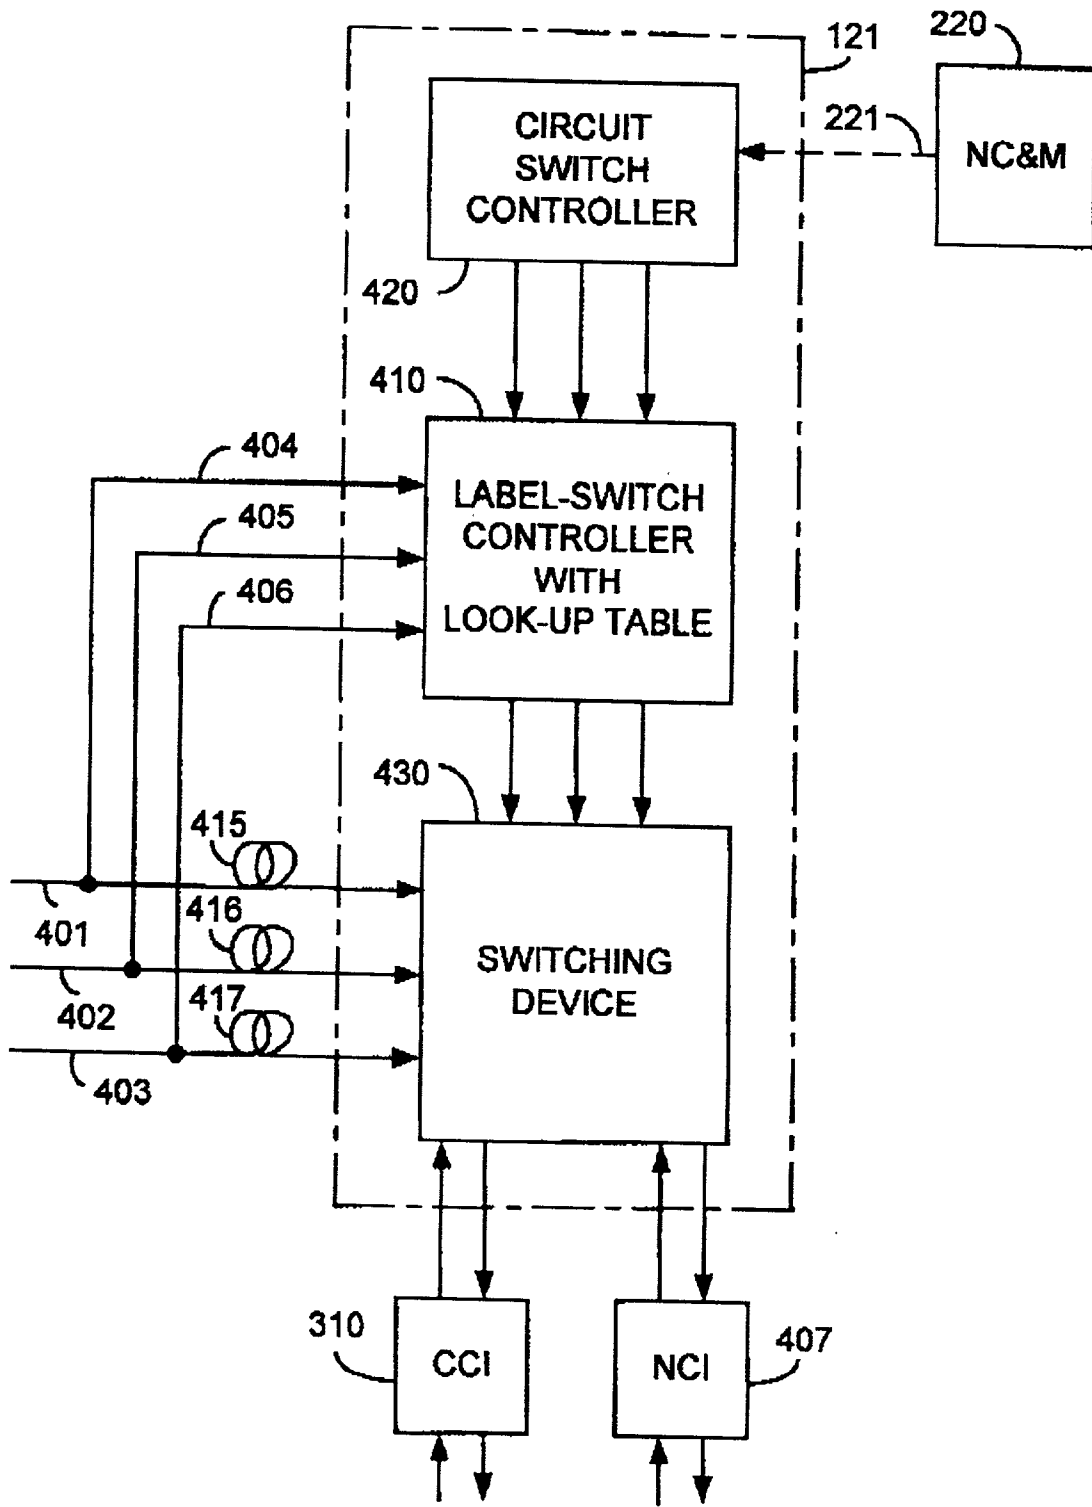 121
220
CIRCUIT
SWITCH
CONTROLLER
221
NC&M
420
410
404
LABEL-SWITCH
CONTROLLER
WITH
LOOK-UP TABLE
405
406
430
415
401
416
SWITCHING
DEVICE
402
417
403
310
CCI
NCI
407